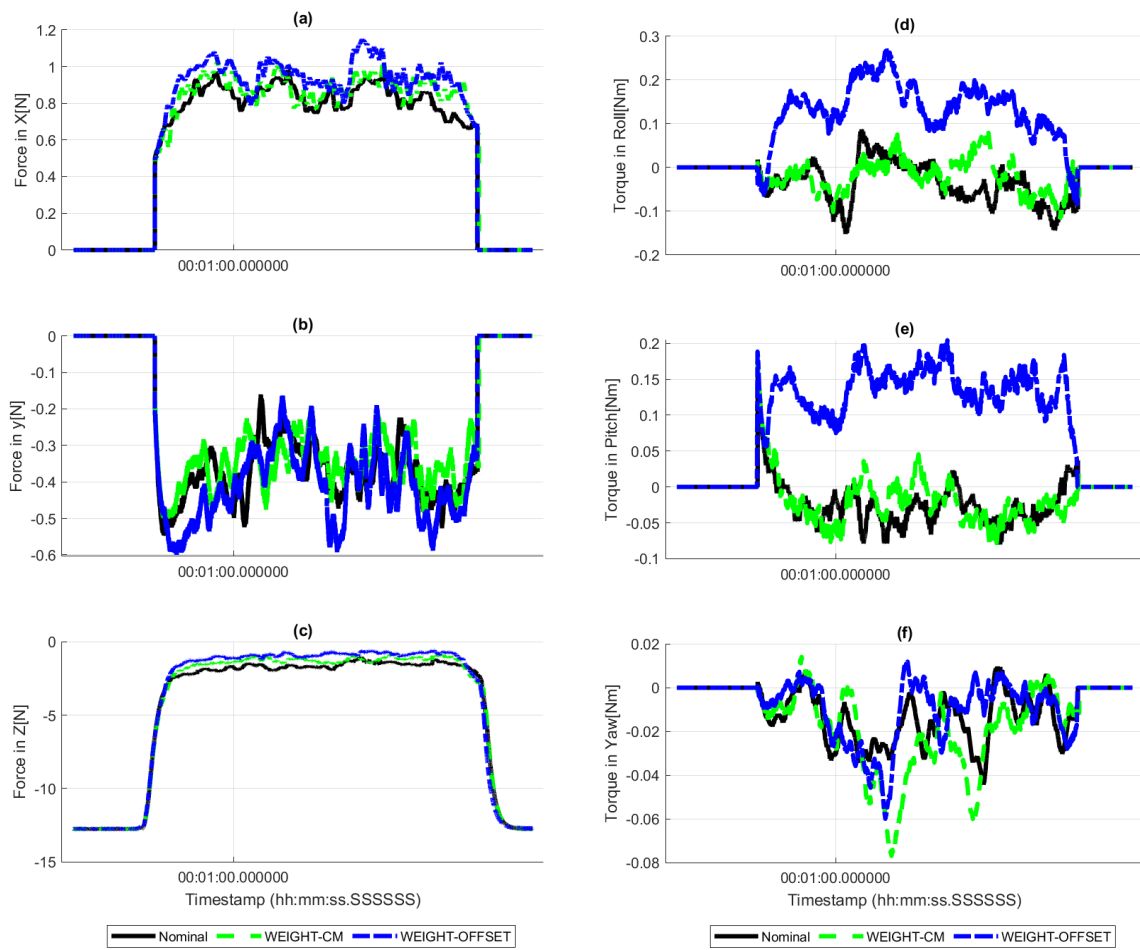 (a)
Force in X[N]
1.2
1
0.8
0.6
0.4
0.2
0
00:01:00.000000
(b)
Force in y[N]
0
-0.1
-0.2
-0.3
-0.4
-0.5
-0.6
00:01:00.000000
(c)
Force in Z[N]
0
-5
-10
-15
00:01:00.000000
Timestamp (hh:mm:ss.SSSSSS)
Nominal WEIGHT-CM WEIGHT-OFFSET
(d)
Torque in Roll[Nm]
0.3
0.2
0.1
0
-0.1
-0.2
00:01:00.000000
(e)
Torque in Pitch[Nm]
0.2
0.15
0.1
0.05
0
-0.05
-0.1
00:01:00.000000
(f)
Torque in Yaw[Nm]
0.02
0
-0.02
-0.04
-0.06
-0.08
00:01:00.000000
Timestamp (hh:mm:ss.SSSSSS)
Nominal WEIGHT-CM WEIGHT-OFFSET